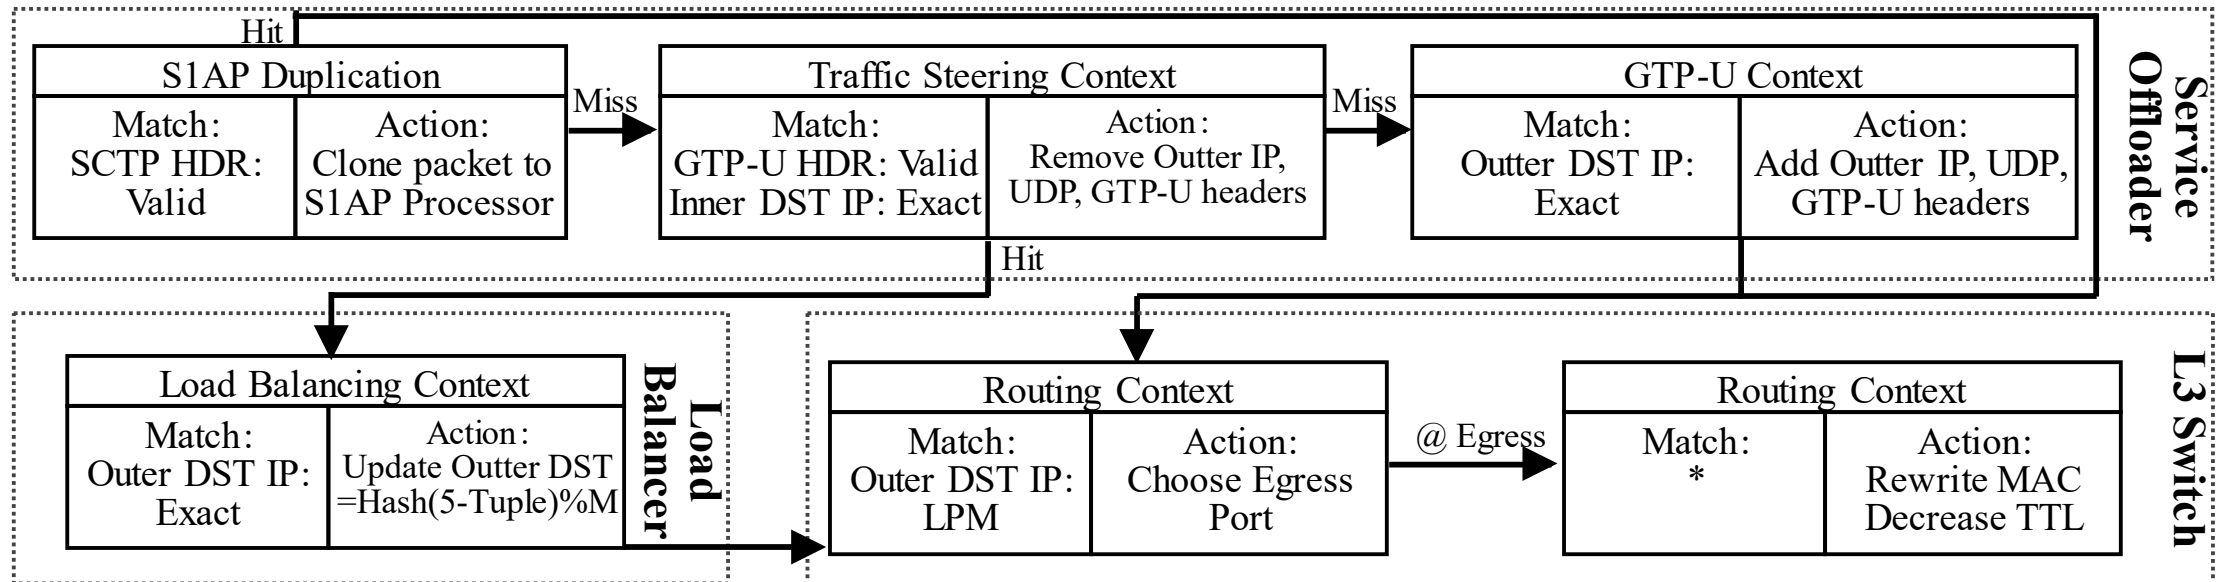 Hit
S1AP Duplication
Match:
SCTP HDR:
Valid
Action:
Clone packet to
S1AP Processor
Miss
Traffic Steering Context
Match:
GTP-U HDR: Valid
Inner DST IP: Exact
Action:
Remove Outter IP,
UDP, GTP-U headers
Hit
Miss
GTP-U Context
Match:
Outter DST IP:
Exact
Action:
Add Outter IP, UDP,
GTP-U headers
Service
Offloader
Load Balancing Context
Match:
Outer DST IP:
Exact
Action:
Update Outter DST
=Hash(5-Tuple)%M
Load
Balancer
Routing Context
Match:
Outer DST IP:
LPM
Action:
Choose Egress
Port
@ Egress
Routing Context
Match:
*
Action:
Rewrite MAC
Decrease TTL
L3 Switch